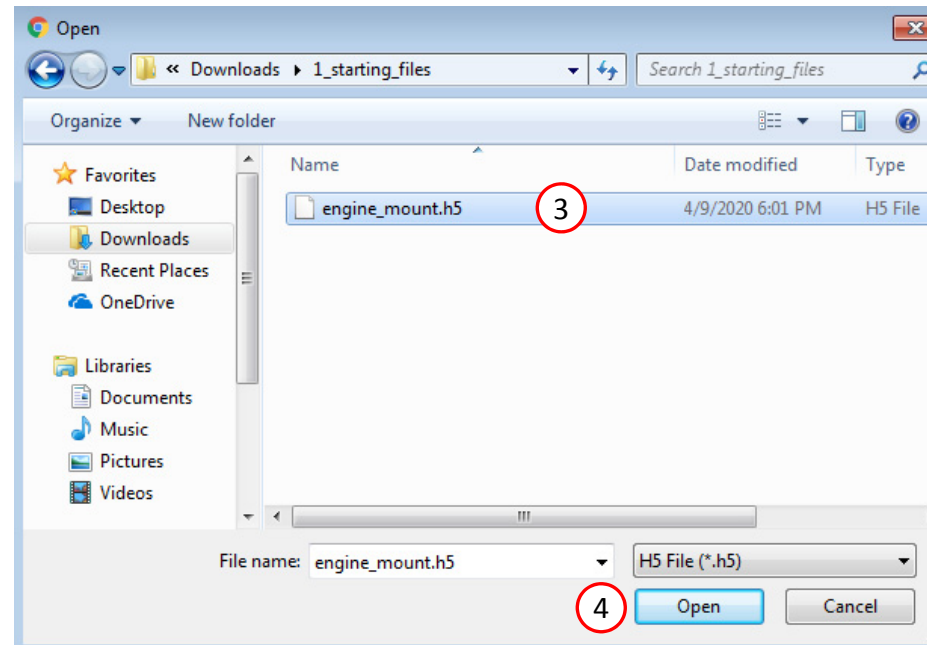 Open
« Downloads 1_starting_files Search 1_starting_files
Organize New folder
Name Date modified Type
Favorites
Desktop
Downloads
Recent Places
OneDrive
Libraries
Documents
Music
Pictures
Videos
engine_mount.h5 3 4/9/2020 6:01 PM H5 File
File name: engine_mount.h5 H5 File (*.h5)
4 Open Cancel